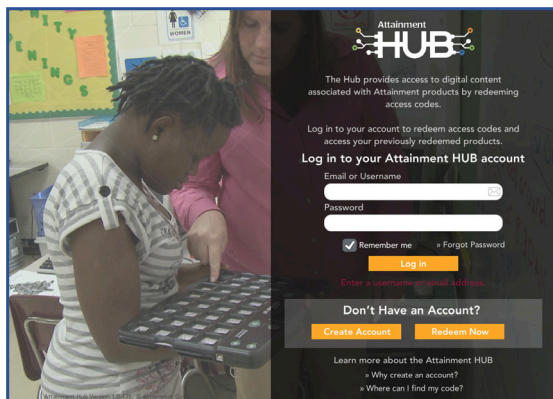 WOMEN
Attainment
HUB
The Hub provides access to digital content
associated with Attainment products by redeeming
access codes.
Log in to your account to redeem access codes and
access your previously redeemed products.
Log in to your Attainment HUB account
Email or Username
Password
Remember me
» Forgot Password
Log in
Enter a username or email address.
Don't Have an Account?
Create Account
Redeem Now
Learn more about the Attainment HUB
» Why create an account?
» Where can I find my code?
Attainment Hub Version